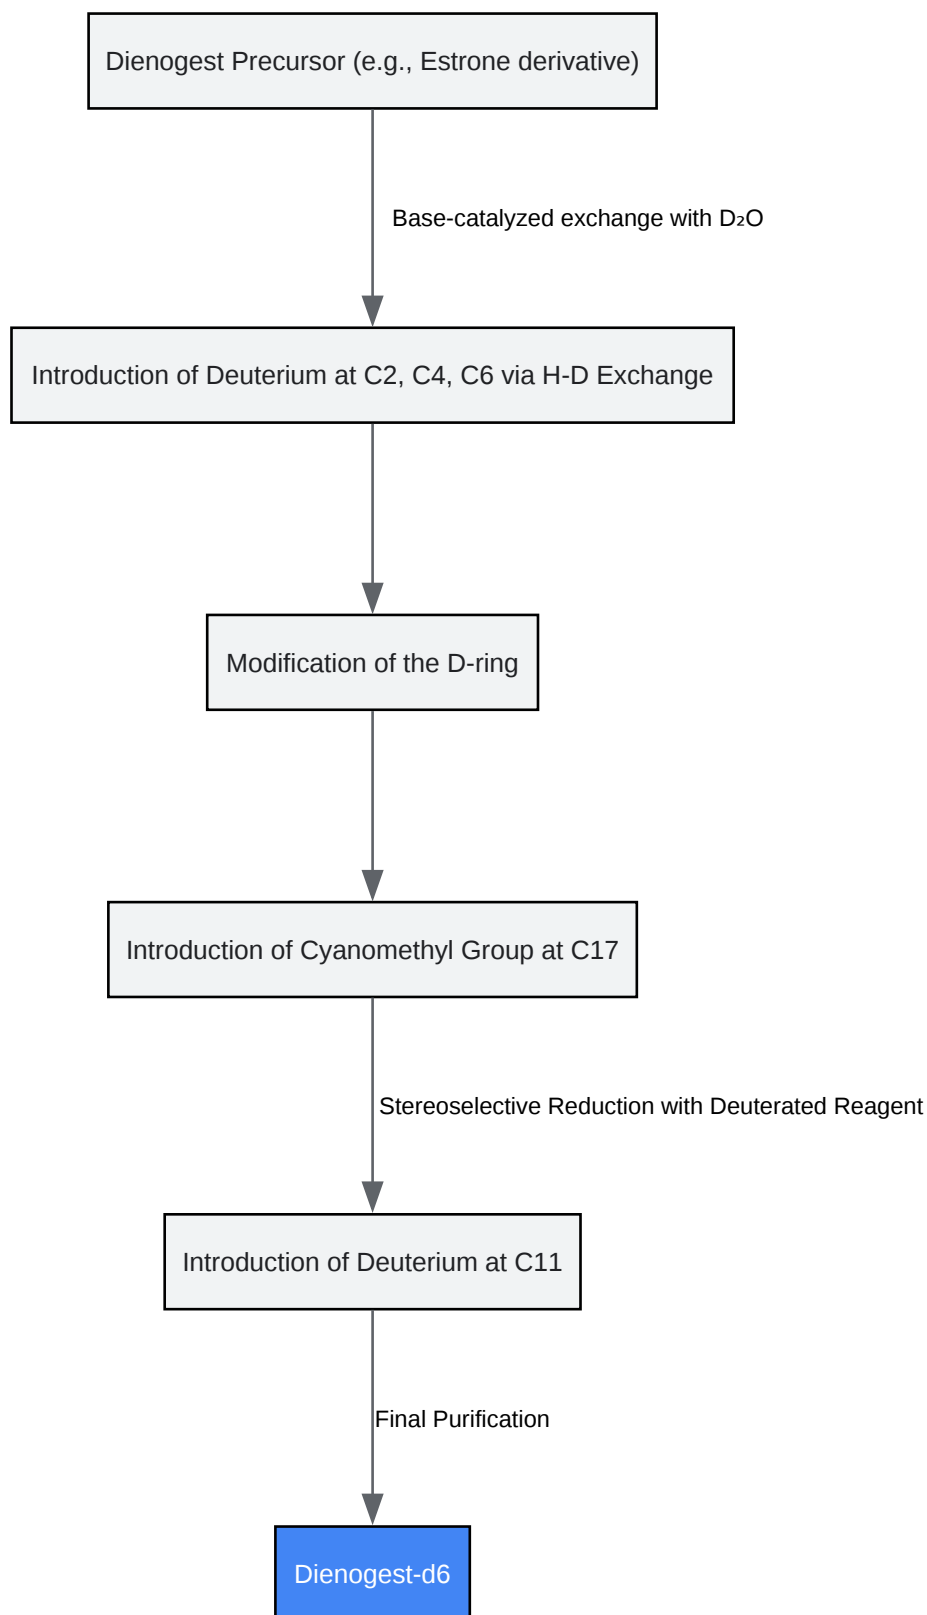 Dienogest Precursor (e.g., Estrone derivative)
Base-catalyzed exchange with D₂O
Introduction of Deuterium at C2, C4, C6 via H-D Exchange
Modification of the D-ring
Introduction of Cyanomethyl Group at C17
Stereoselective Reduction with Deuterated Reagent
Introduction of Deuterium at C11
Final Purification
Dienogest-d6